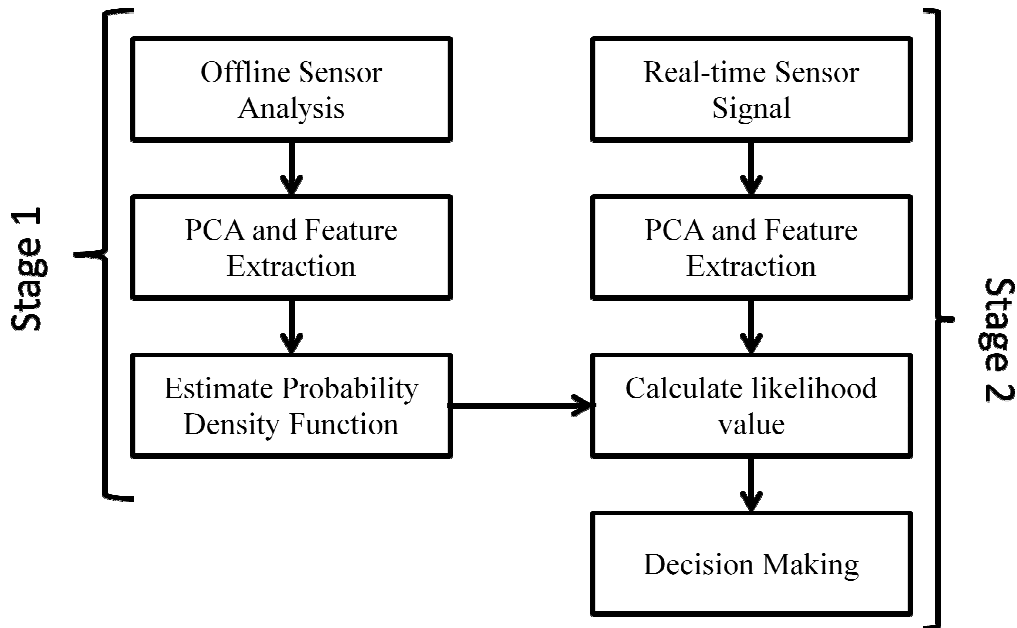 Stage 1
Offline Sensor
Analysis
PCA and Feature
Extraction
Estimate Probability
Density Function
Real-time Sensor
Signal
PCA and Feature
Extraction
Calculate likelihood
value
Decision Making
Stage 2